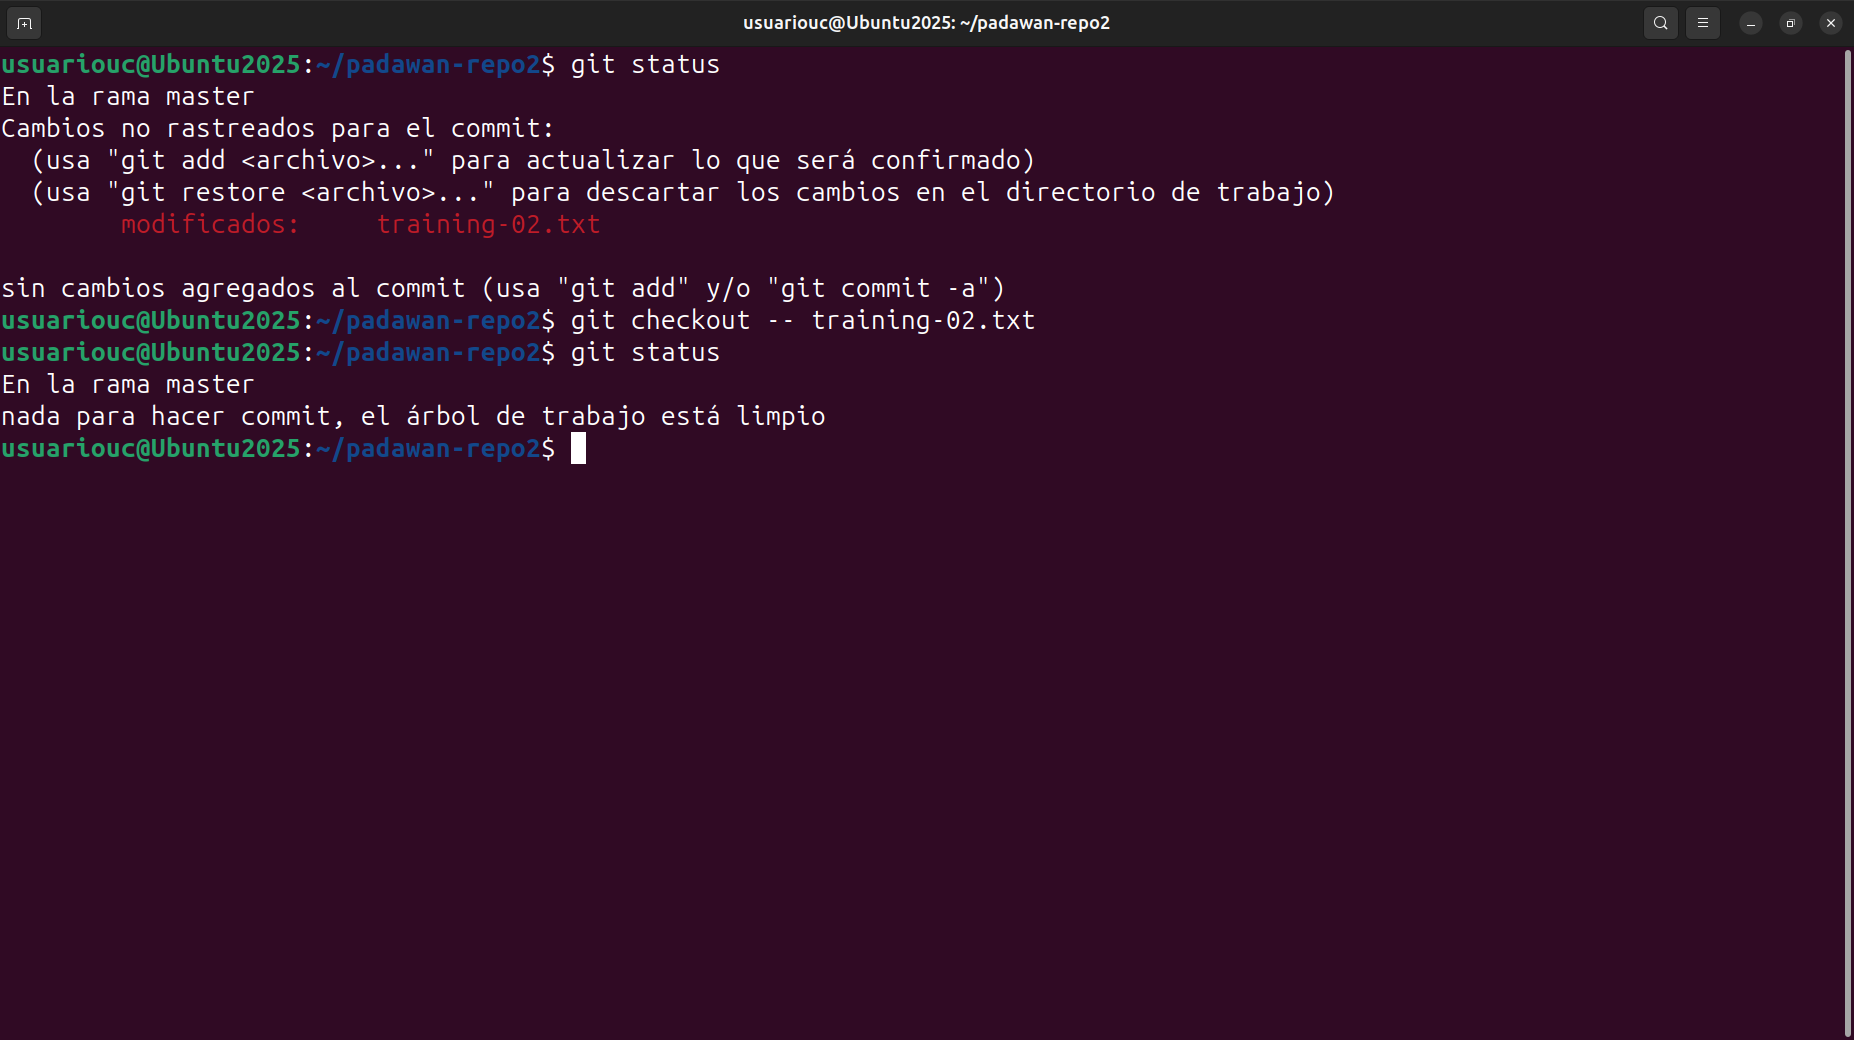 usuariouc@Ubuntu2025: ~/padawan-repo2
usuariouc@Ubuntu2025:~/padawan-repo2$ git status
En la rama master
Cambios no rastreados para el commit:
  (usa "git add <archivo>..." para actualizar lo que será confirmado)
  (usa "git restore <archivo>..." para descartar los cambios en el directorio de trabajo)
        modificados:     training-02.txt
sin cambios agregados al commit (usa "git add" y/o "git commit -a")
usuariouc@Ubuntu2025:~/padawan-repo2$ git checkout -- training-02.txt
usuariouc@Ubuntu2025:~/padawan-repo2$ git status
En la rama master
nada para hacer commit, el árbol de trabajo está limpio
usuariouc@Ubuntu2025:~/padawan-repo2$